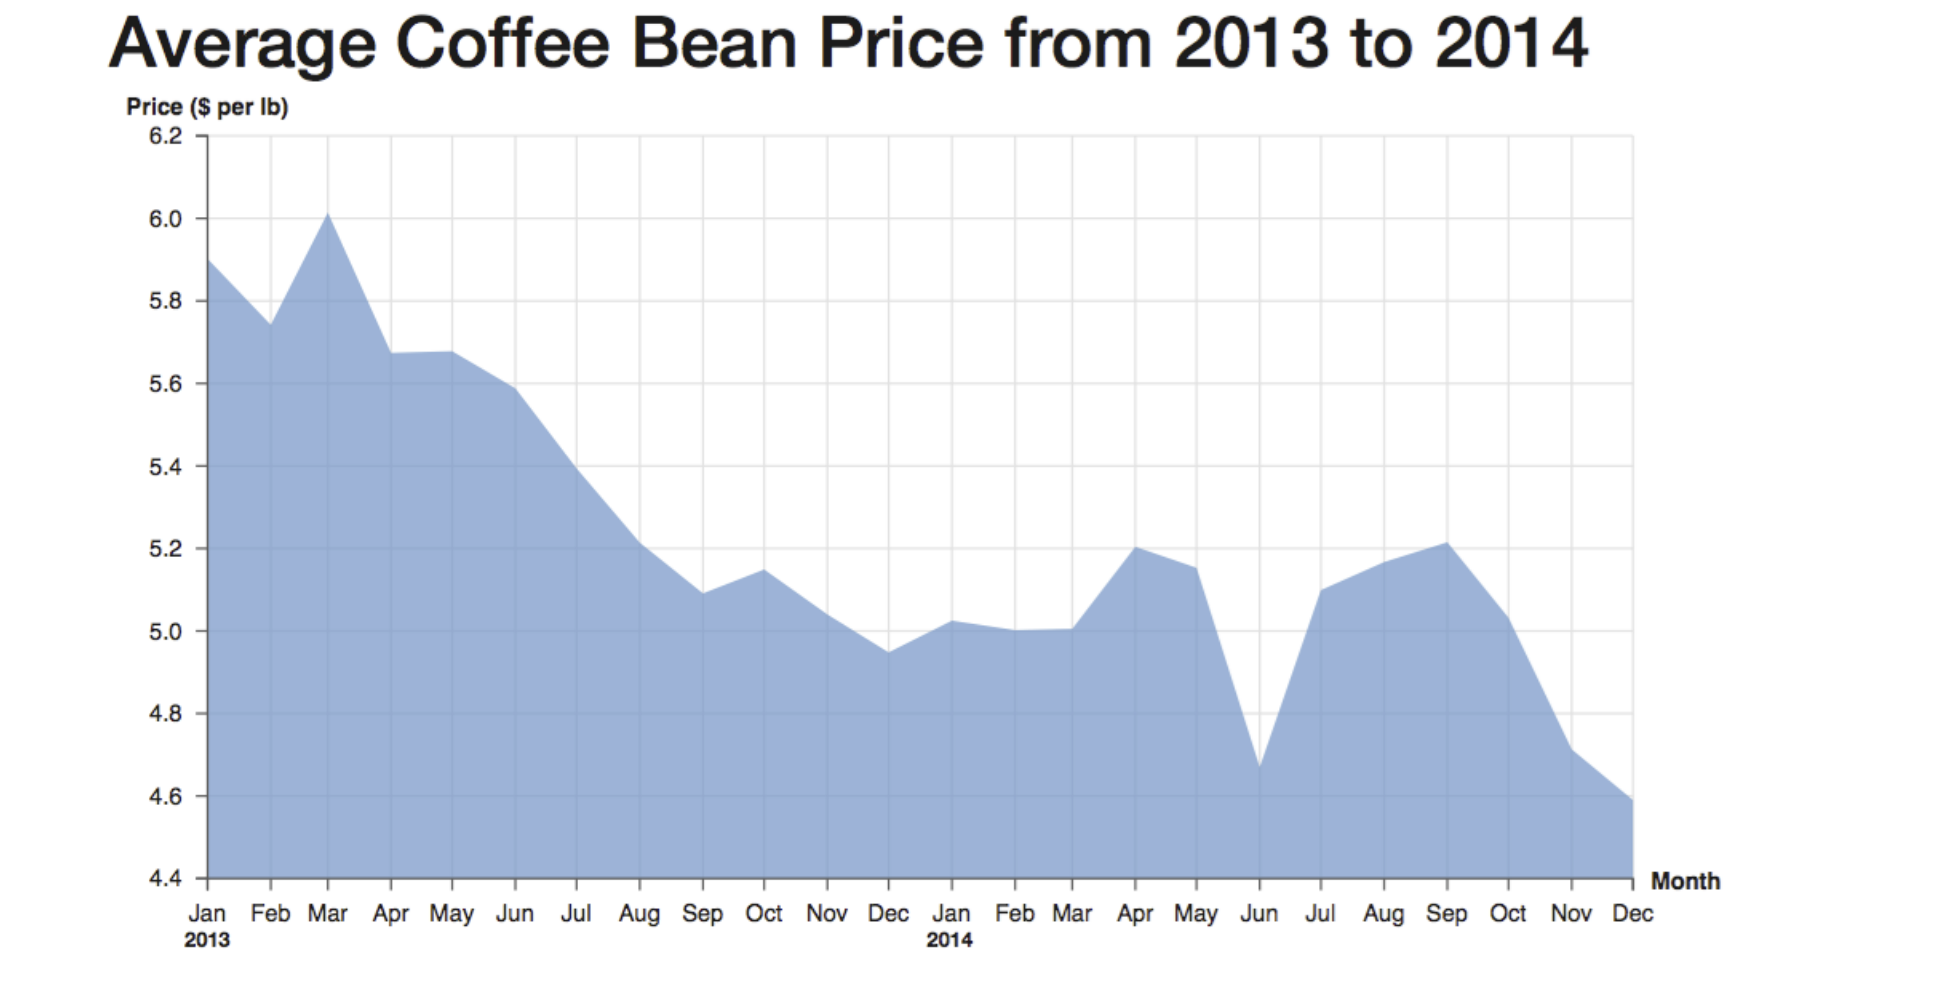 Average Coffee Bean Price from 2013 to 2014
Price ($ per lb)
6.2
6.0
5.8
5.6
5.4
5.2
5.0
4.8
4.6
4.4
Month
Jan Feb Mar Apr May Jun Jul Aug Sep Oct Nov Dec Jan Feb Mar Apr May Jun Jul Aug Sep Oct Nov Dec
2013 2014